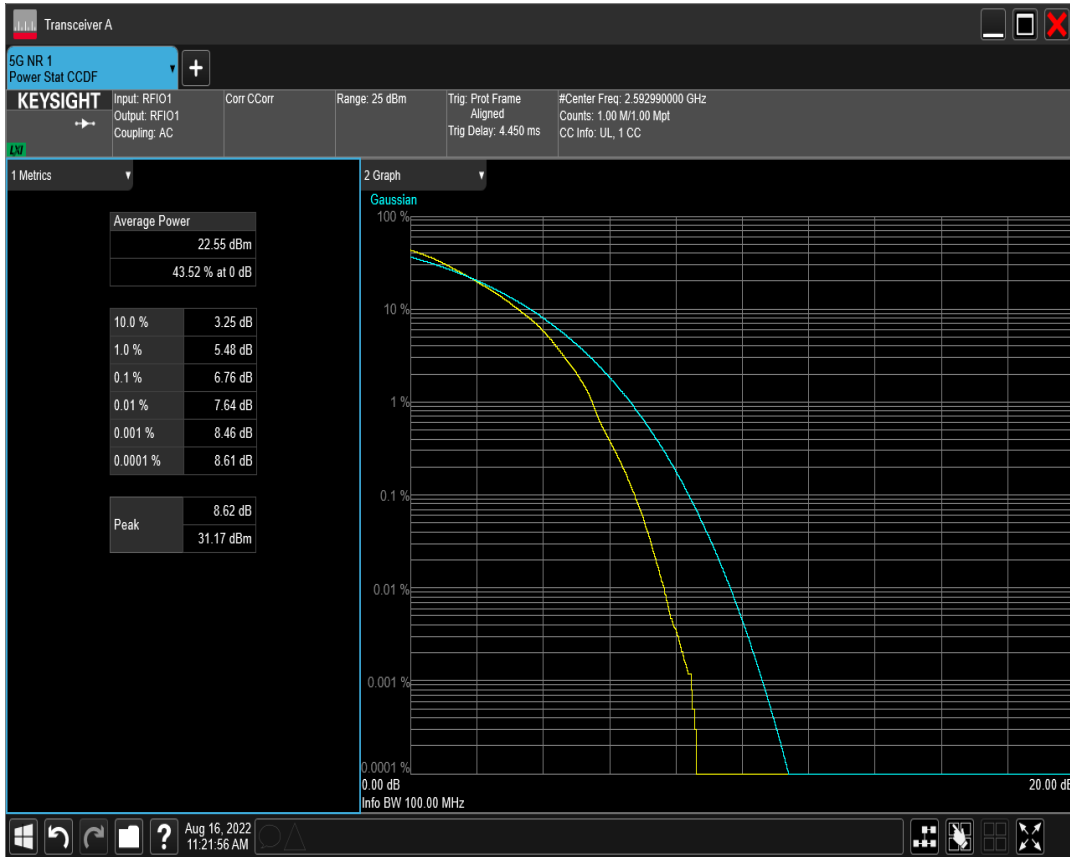 Transceiver A
5G NR 1
Power Stat CCDF
KEYSIGHT
LXI
Input: RFIO1
Output: RFIO1
Coupling: AC
Corr CCorr
Range: 25 dBm
Trig: Prot Frame
Aligned
Trig Delay: 4.450 ms
#Center Freq: 2.592990000 GHz
Counts: 1.00 M/1.00 Mpt
CC Info: UL, 1 CC
1 Metrics
Average Power
22.55 dBm
43.52 % at 0 dB
10.0 % 3.25 dB
1.0 % 5.48 dB
0.1 % 6.76 dB
0.01 % 7.64 dB
0.001 % 8.46 dB
0.0001 % 8.61 dB
Peak
8.62 dB
31.17 dBm
2 Graph
Gaussian
100 %
10 %
1 %
0.1 %
0.01 %
0.001 %
0.0001 %
0.00 dB 20.00 dB
Info BW 100.00 MHz
?
Aug 16, 2022
11:21:56 AM